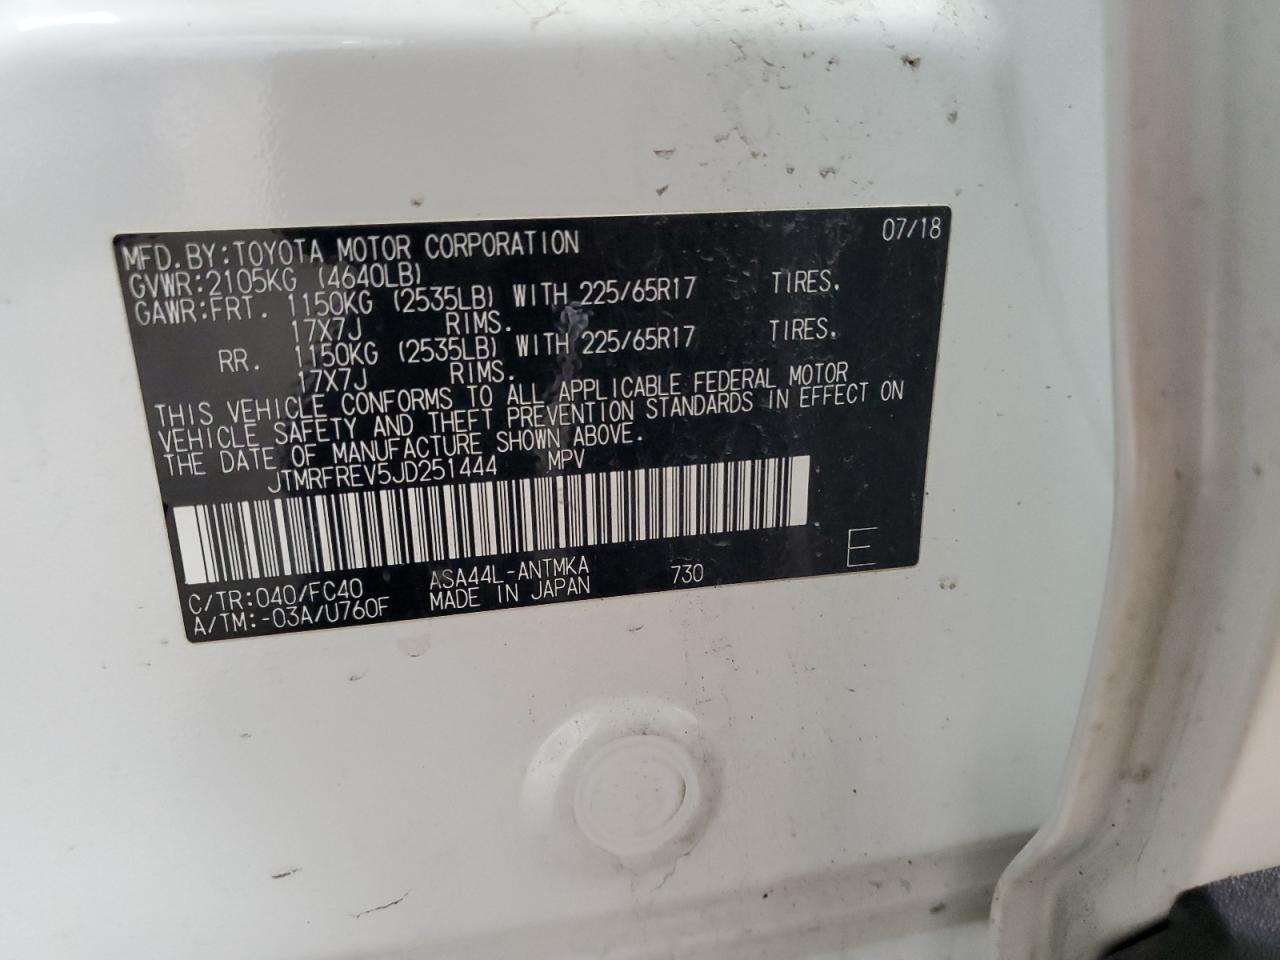 MFD.BY:TOYOTA MOTOR CORPORATION 07/18
GVWR:2105KG (4640LB)
GAWR:FRT. 1150KG (2535LB) WITH 225/65R17 TIRES.
17X7J RIMS.
RR. 1150KG (2535LB) WITH 225/65R17 TIRES.
17X7J RIMS.
THIS VEHICLE CONFORMS TO ALL APPLICABLE FEDERAL MOTOR
VEHICLE SAFETY AND THEFT PREVENTION STANDARDS IN EFFECT ON
THE DATE OF MANUFACTURE SHOWN ABOVE.
JTMRFREV5JD251444 MPV
E
C/TR:040/FC40 ASA44L-ANTMKA 730
A/TM:-03A/U760F MADE IN JAPAN